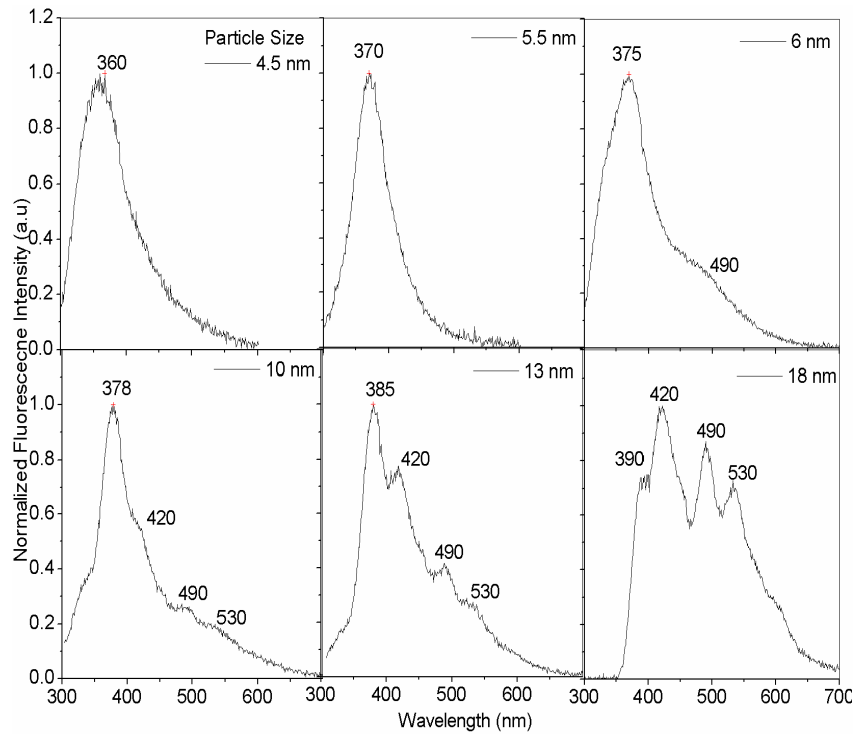 1.2
Particle Size
4.5 nm
5.5 nm
6 nm
360
370
375
490
1.0
0.8
0.6
0.4
0.2
0.0
Normalized Fluoresecne Intensity (a.u)
10 nm
13 nm
18 nm
378
420
490
530
385
420
490
530
390
420
490
530
1.0
0.8
0.6
0.4
0.2
0.0
300 400 500 600 300 400 500 600 300 400 500 600 700
Wavelength (nm)